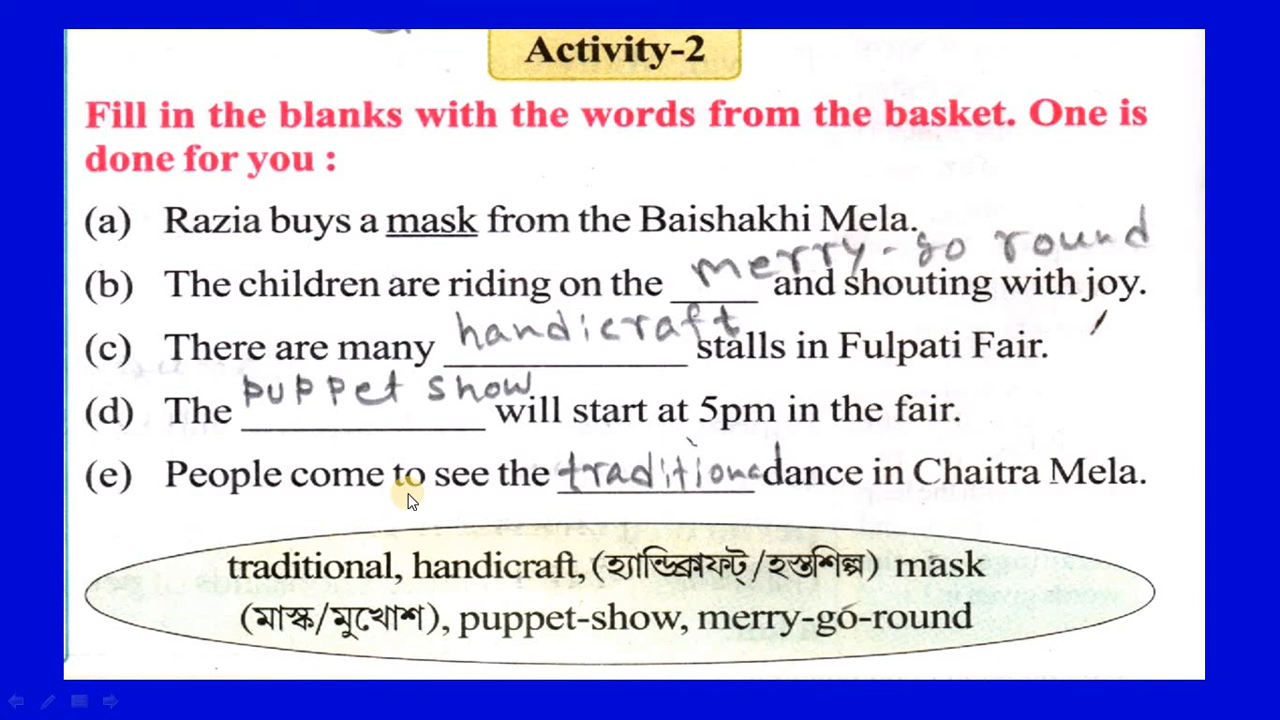 Activity-2
Fill in the blanks with the words from the basket. One is
done for you :
(a) Razia buys a mask from the Baishakhi Mela.
(b) The children are riding on the merry-go round and shouting with joy.
(c) There are many handicraft stalls in Fulpati Fair.
(d) The puppet show will start at 5pm in the fair.
(e) People come to see the traditional dance in Chaitra Mela.
traditional, handicraft, (হ্যান্ডিক্রাফট্/হস্তশিল্প) mask
(মাস্ক/মুখোশ), puppet-show, merry-go-round